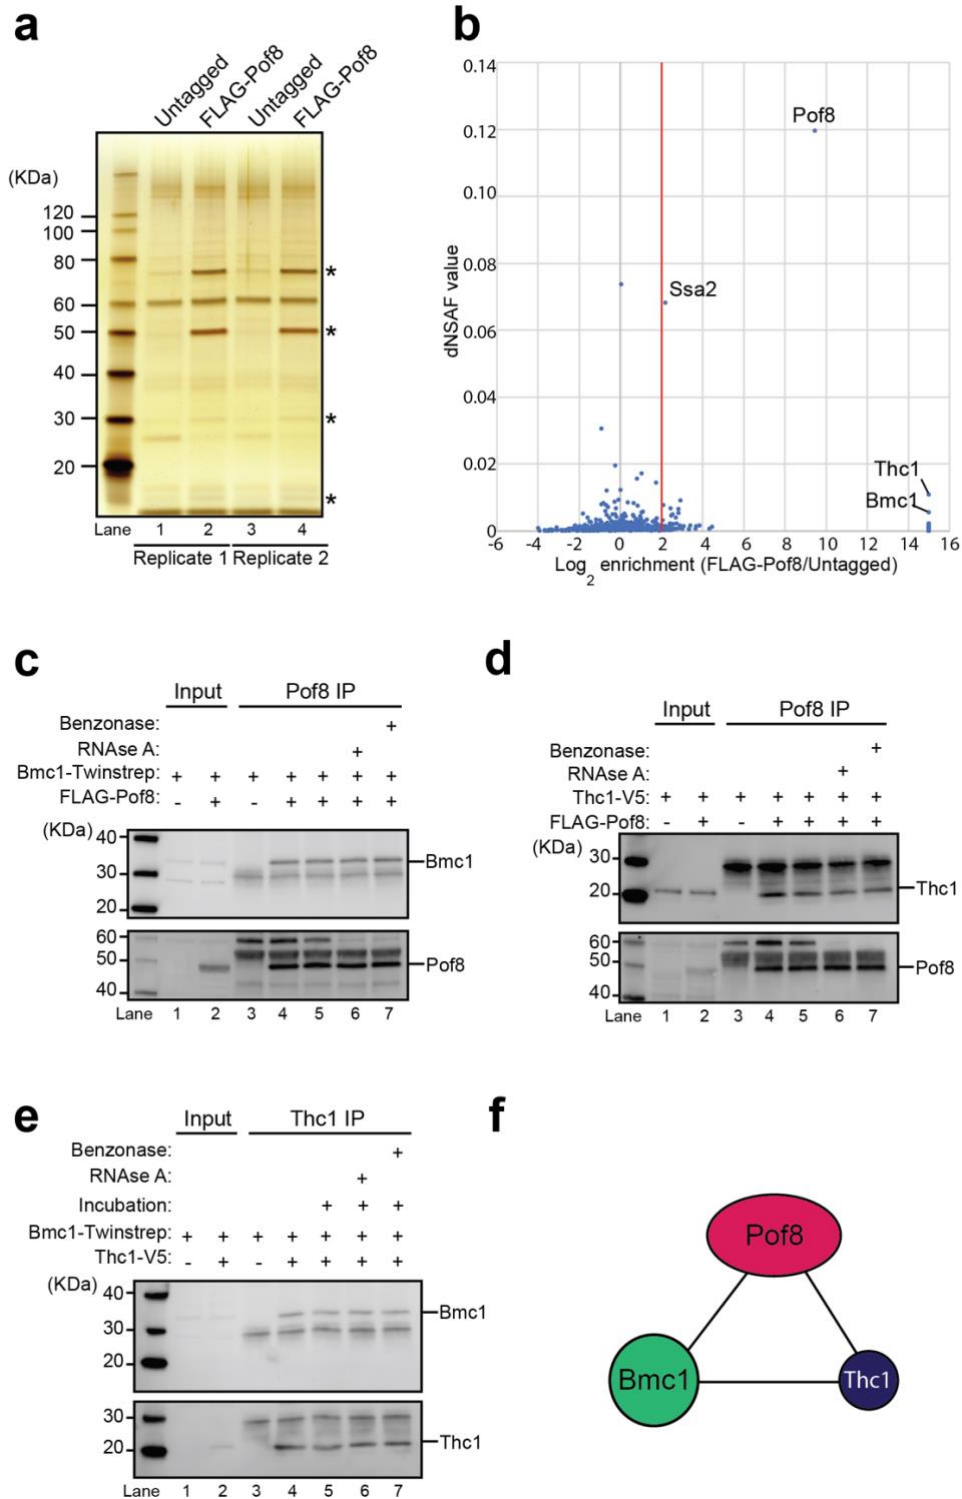 a
Untagged
FLAG-Pof8
Untagged
FLAG-Pof8
(KDa)
120
100
80
60
50
40
30
20
*
*
*
*
Lane 1 2 3 4
Replicate 1 Replicate 2
b
0.14
0.12
0.10
0.08
0.06
0.04
0.02
0
dNSAF value
Pof8
Ssa2
Thc1
Bmc1
-6 -4 -2 0 2 4 6 8 10 12 14 16
Log2 enrichment (FLAG-Pof8/Untagged)
c
Input Pof8 IP
Benzonase: +
RNAse A: +
Bmc1-Twinstrep: + + + + + + +
FLAG-Pof8: - + - + + + +
(KDa)
40
30
20
Bmc1
60
50
40
Pof8
Lane 1 2 3 4 5 6 7
d
Input Pof8 IP
Benzonase: +
RNAse A: +
Thc1-V5: + + + + + + +
FLAG-Pof8: - + - + + + +
(KDa)
30
20
Thc1
60
50
40
Pof8
Lane 1 2 3 4 5 6 7
e
Input Thc1 IP
Benzonase: +
RNAse A: +
Incubation: + + +
Bmc1-Twinstrep: + + + + + + +
Thc1-V5: - + - + + + +
(KDa)
40
30
20
Bmc1
30
20
Thc1
Lane 1 2 3 4 5 6 7
f
Pof8
Bmc1
Thc1